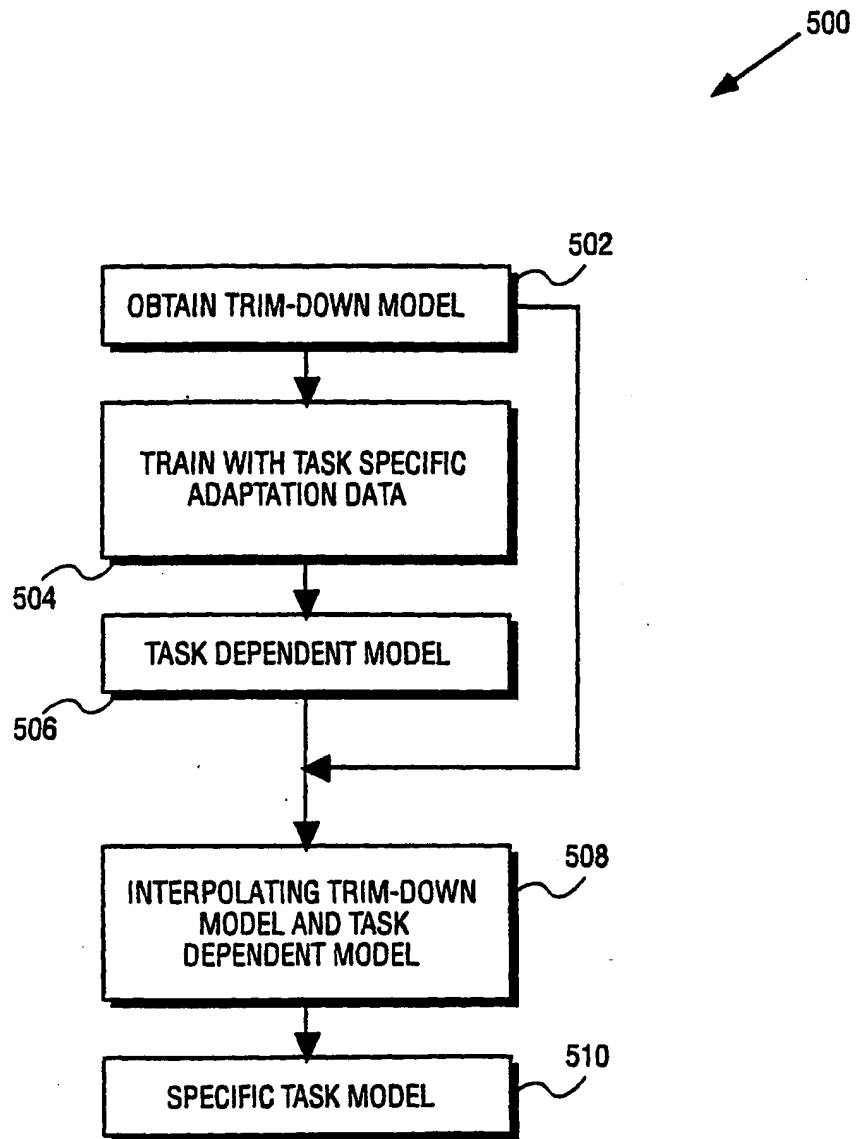 500
502
OBTAIN TRIM-DOWN MODEL
TRAIN WITH TASK SPECIFIC
ADAPTATION DATA
504
TASK DEPENDENT MODEL
506
508
INTERPOLATING TRIM-DOWN
MODEL AND TASK
DEPENDENT MODEL
510
SPECIFIC TASK MODEL